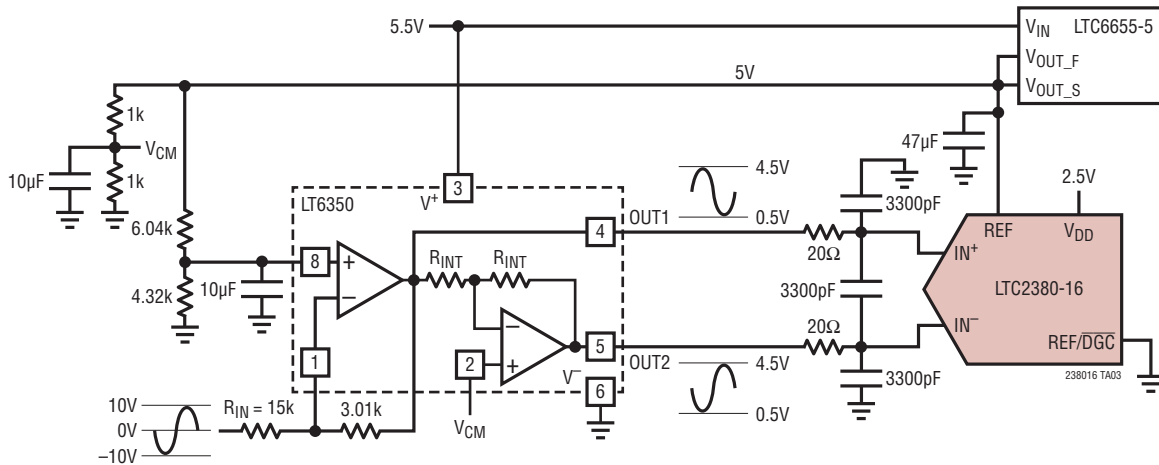 5.5V
V_IN
LTC6655-5
V_OUT_F
5V
V_OUT_S
1k
V_CM
47µF
10µF
1k
4.5V
2.5V
3
LT6350
V+
3300pF
6.04k
4
OUT1
0.5V
REF
V_DD
8
+
R_INT
R_INT
20Ω
IN+
4.32k
10µF
−
3300pF
LTC2380-16
−
20Ω
IN−
1
2
+
5
REF/DGC
V−
OUT2
4.5V
3300pF
238016 TA03
6
10V
R_IN = 15k
3.01k
0V
V_CM
0.5V
−10V